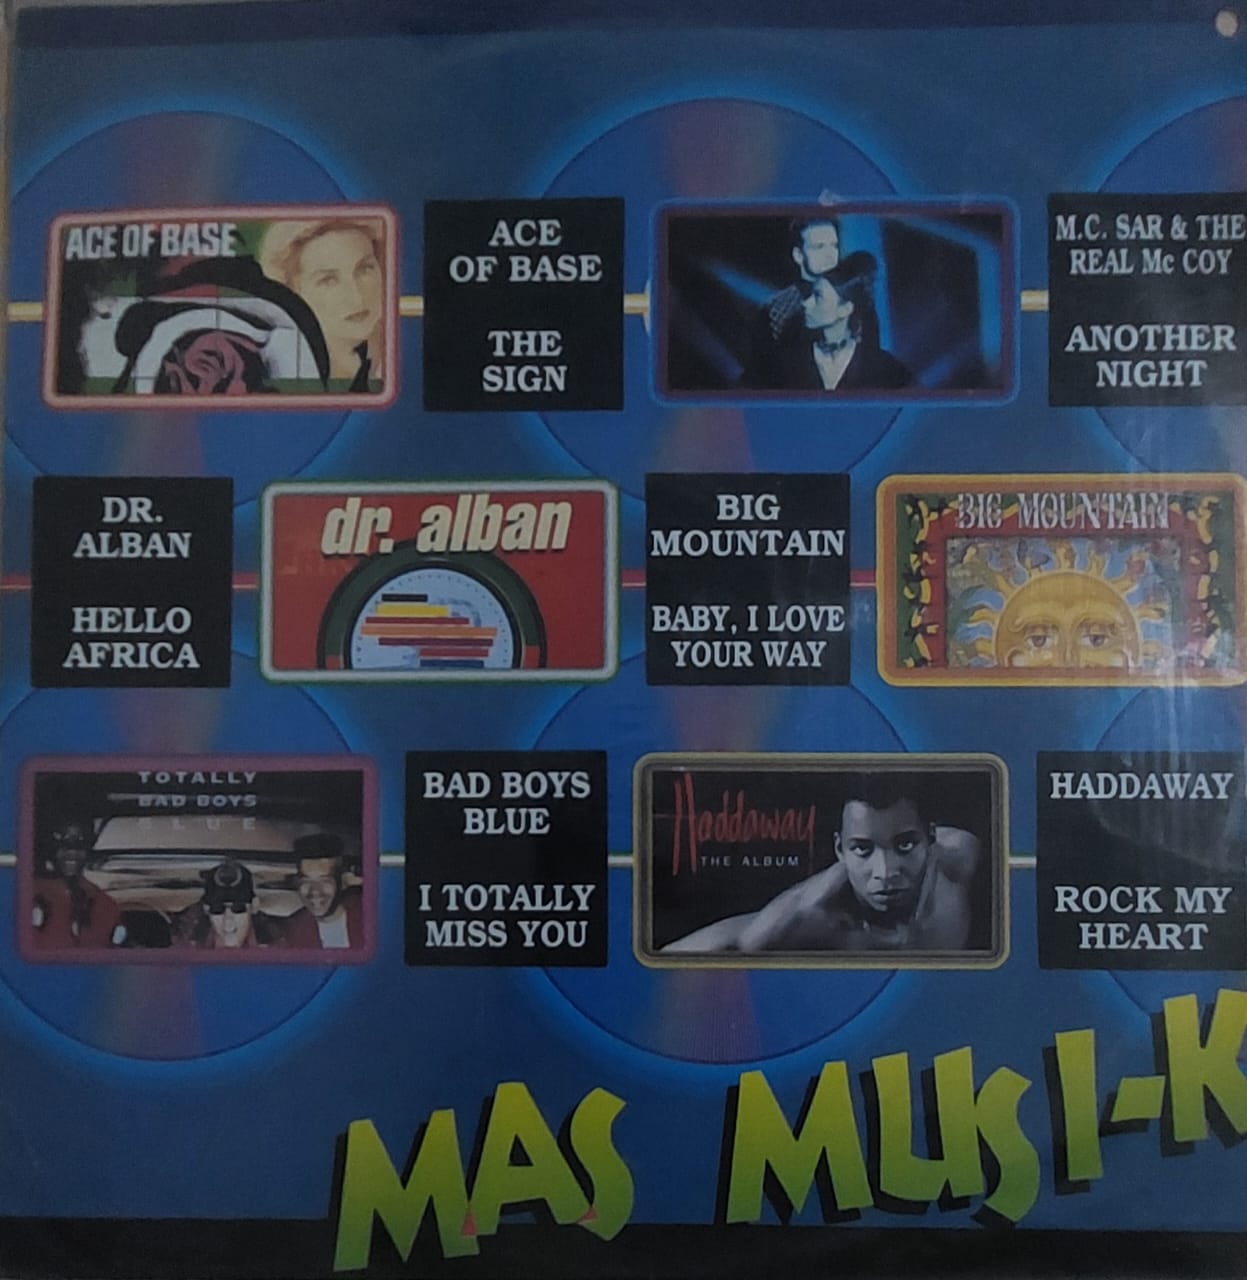 ACE OF BASE
ACE
OF BASE
THE
SIGN
M.C. SAR & THE
REAL Mc COY
ANOTHER
NIGHT
DR.
ALBAN
HELLO
AFRICA
dr. alban
BIG
MOUNTAIN
BABY, I LOVE
YOUR WAY
BIG MOUNTAIN
TOTALLY
BAD BOYS
BLUE
BAD BOYS
BLUE
I TOTALLY
MISS YOU
Haddaway
THE ALBUM
HADDAWAY
ROCK MY
HEART
MAS MUSI-K